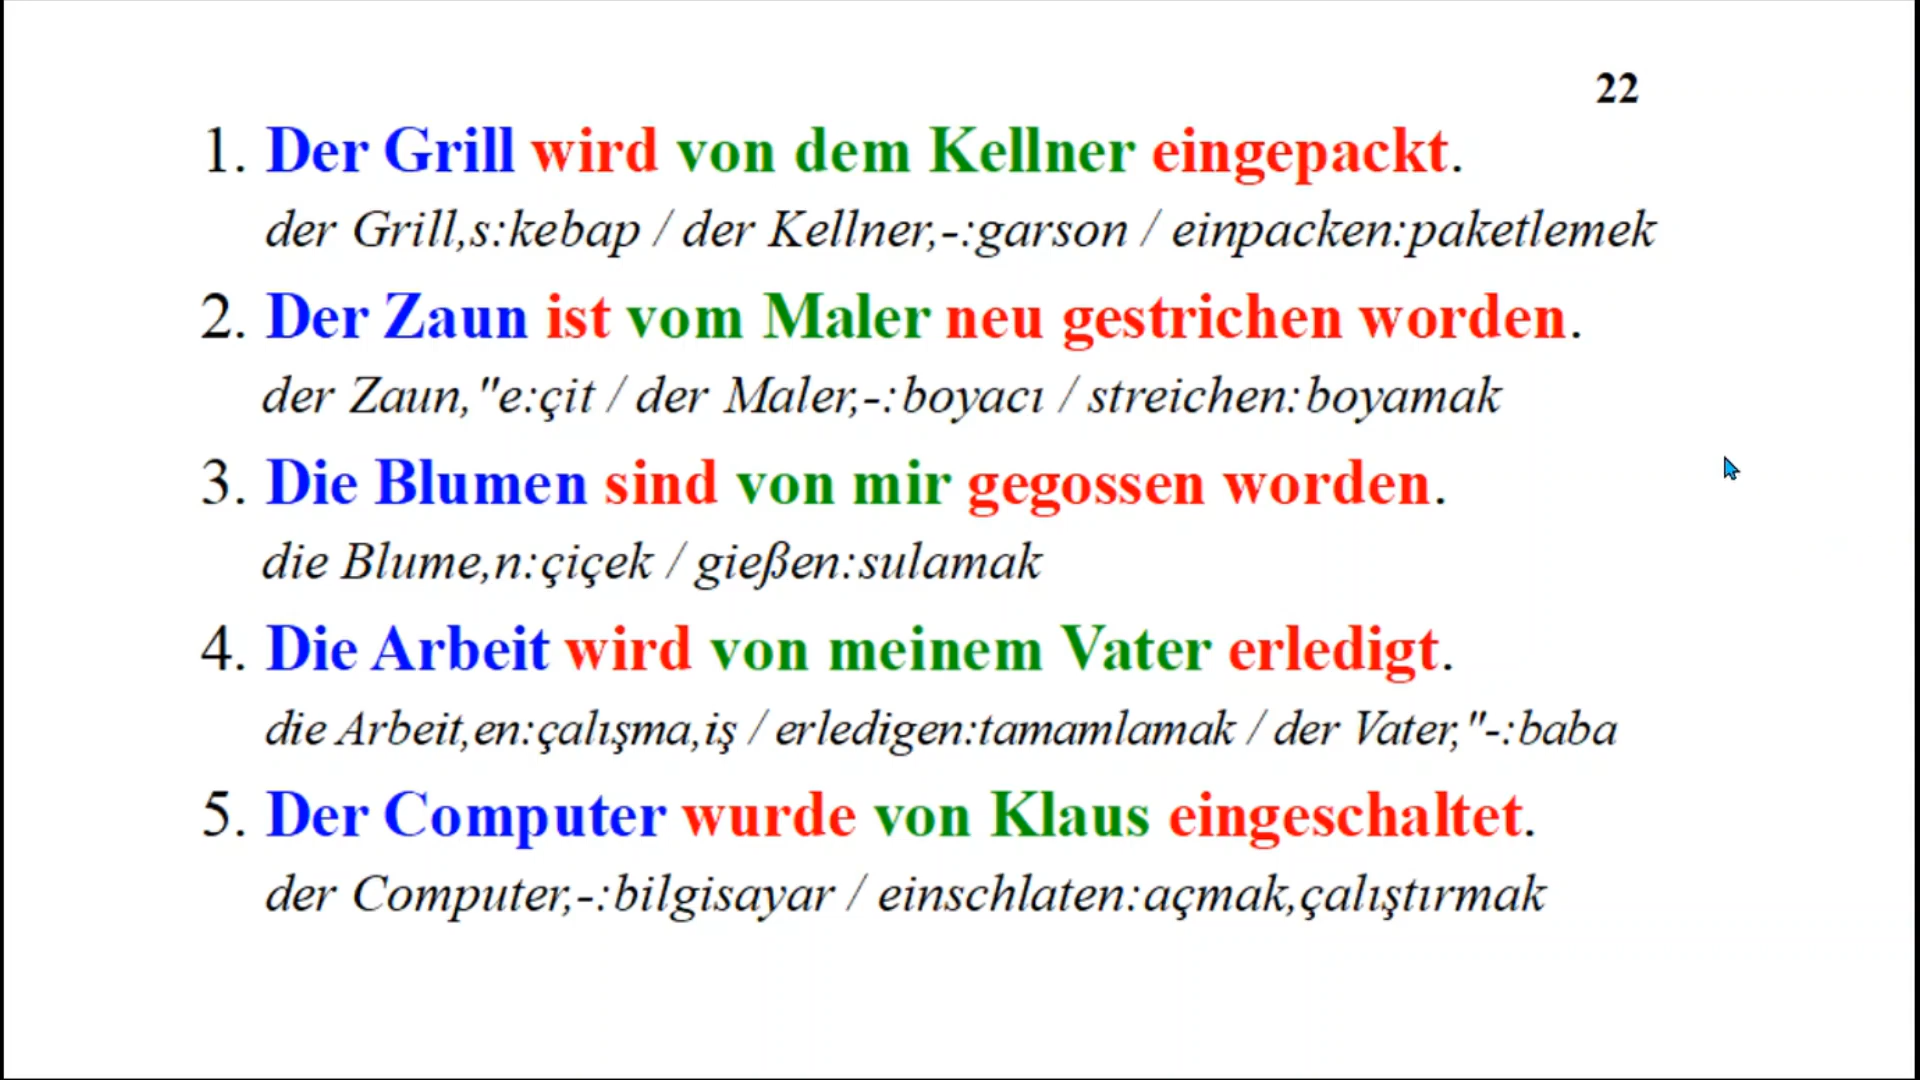 22
1. Der Grill wird von dem Kellner eingepackt.
der Grill,s:kebap / der Kellner,-:garson / einpacken:paketlemek
2. Der Zaun ist vom Maler neu gestrichen worden.
der Zaun,"e:çit / der Maler,-:boyacı / streichen:boyamak
3. Die Blumen sind von mir gegossen worden.
die Blume,n:çiçek / gießen:sulamak
4. Die Arbeit wird von meinem Vater erledigt.
die Arbeit,en:çalışma,iş / erledigen:tamamlamak / der Vater,"-:baba
5. Der Computer wurde von Klaus eingeschaltet.
der Computer,-:bilgisayar / einschlaten:açmak,çalıştırmak